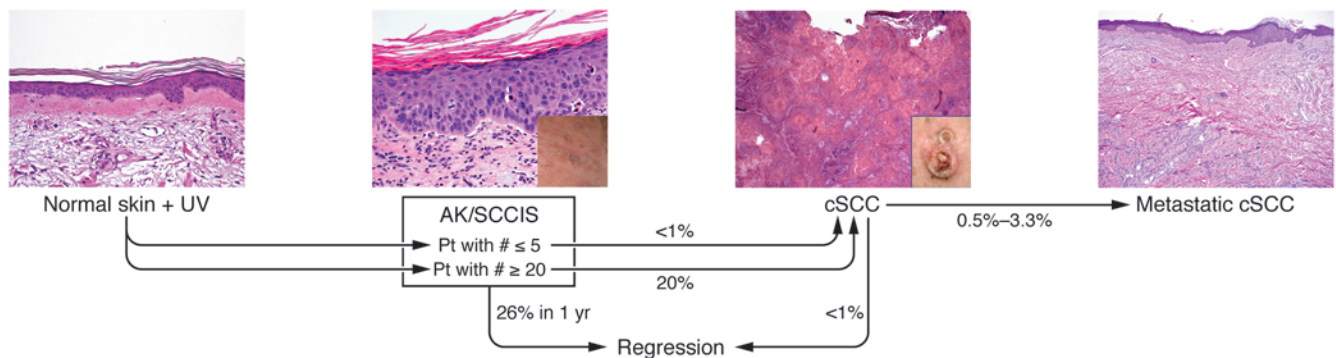 Normal skin + UV
AK/SCCIS
Pt with # ≤ 5
Pt with # ≥ 20
<1%
20%
cSCC
0.5%–3.3%
Metastatic cSCC
26% in 1 yr
<1%
Regression